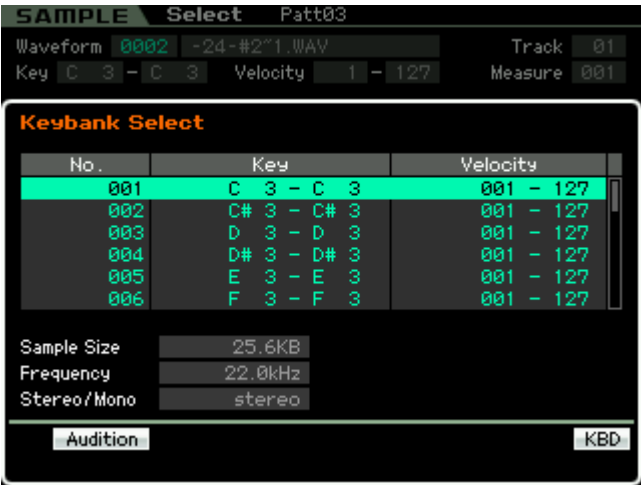 SAMPLE Select Patt03
Waveform 0002 -24-#2~1.WAV Track 01
Key C 3 - C 3 Velocity 1 - 127 Measure 001
Keybank Select
No. Key Velocity
001 C 3 - C 3 001 - 127
002 C# 3 - C# 3 001 - 127
003 D 3 - D 3 001 - 127
004 D# 3 - D# 3 001 - 127
005 E 3 - E 3 001 - 127
006 F 3 - F 3 001 - 127
Sample Size 25.6KB
Frequency 22.0kHz
Stereo/Mono stereo
Audition KBD